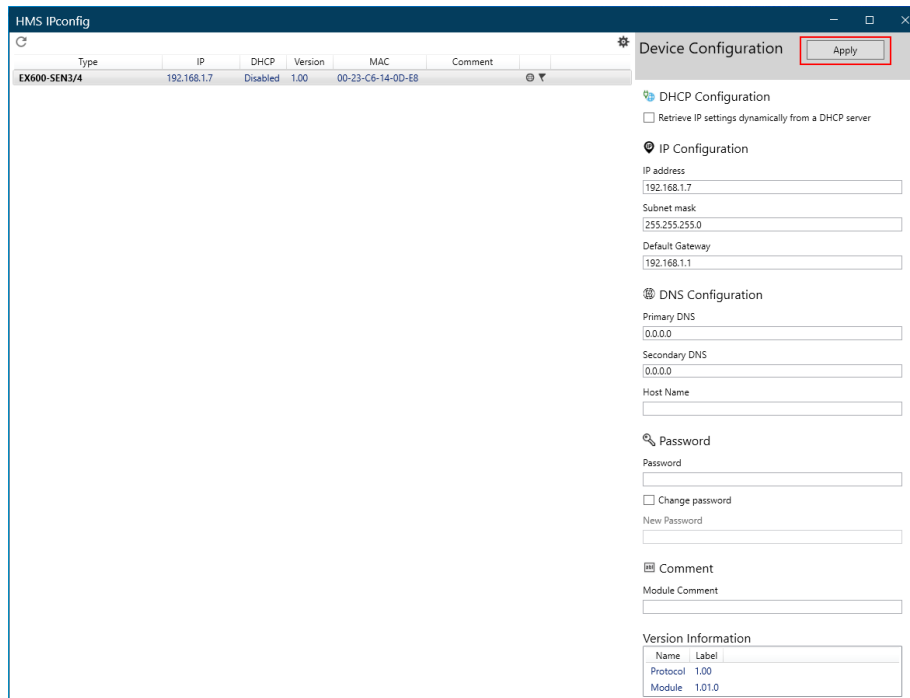 HMS IPconfig
Type IP DHCP Version MAC Comment
EX600-SEN3/4 192.168.1.7 Disabled 1.00 00-23-C6-14-0D-E8
Device Configuration Apply
DHCP Configuration
Retrieve IP settings dynamically from a DHCP server
IP Configuration
IP address
192.168.1.7
Subnet mask
255.255.255.0
Default Gateway
192.168.1.1
DNS Configuration
Primary DNS
0.0.0.0
Secondary DNS
0.0.0.0
Host Name
Password
Password
Change password
New Password
Comment
Module Comment
Version Information
Name Label
Protocol 1.00
Module 1.01.0